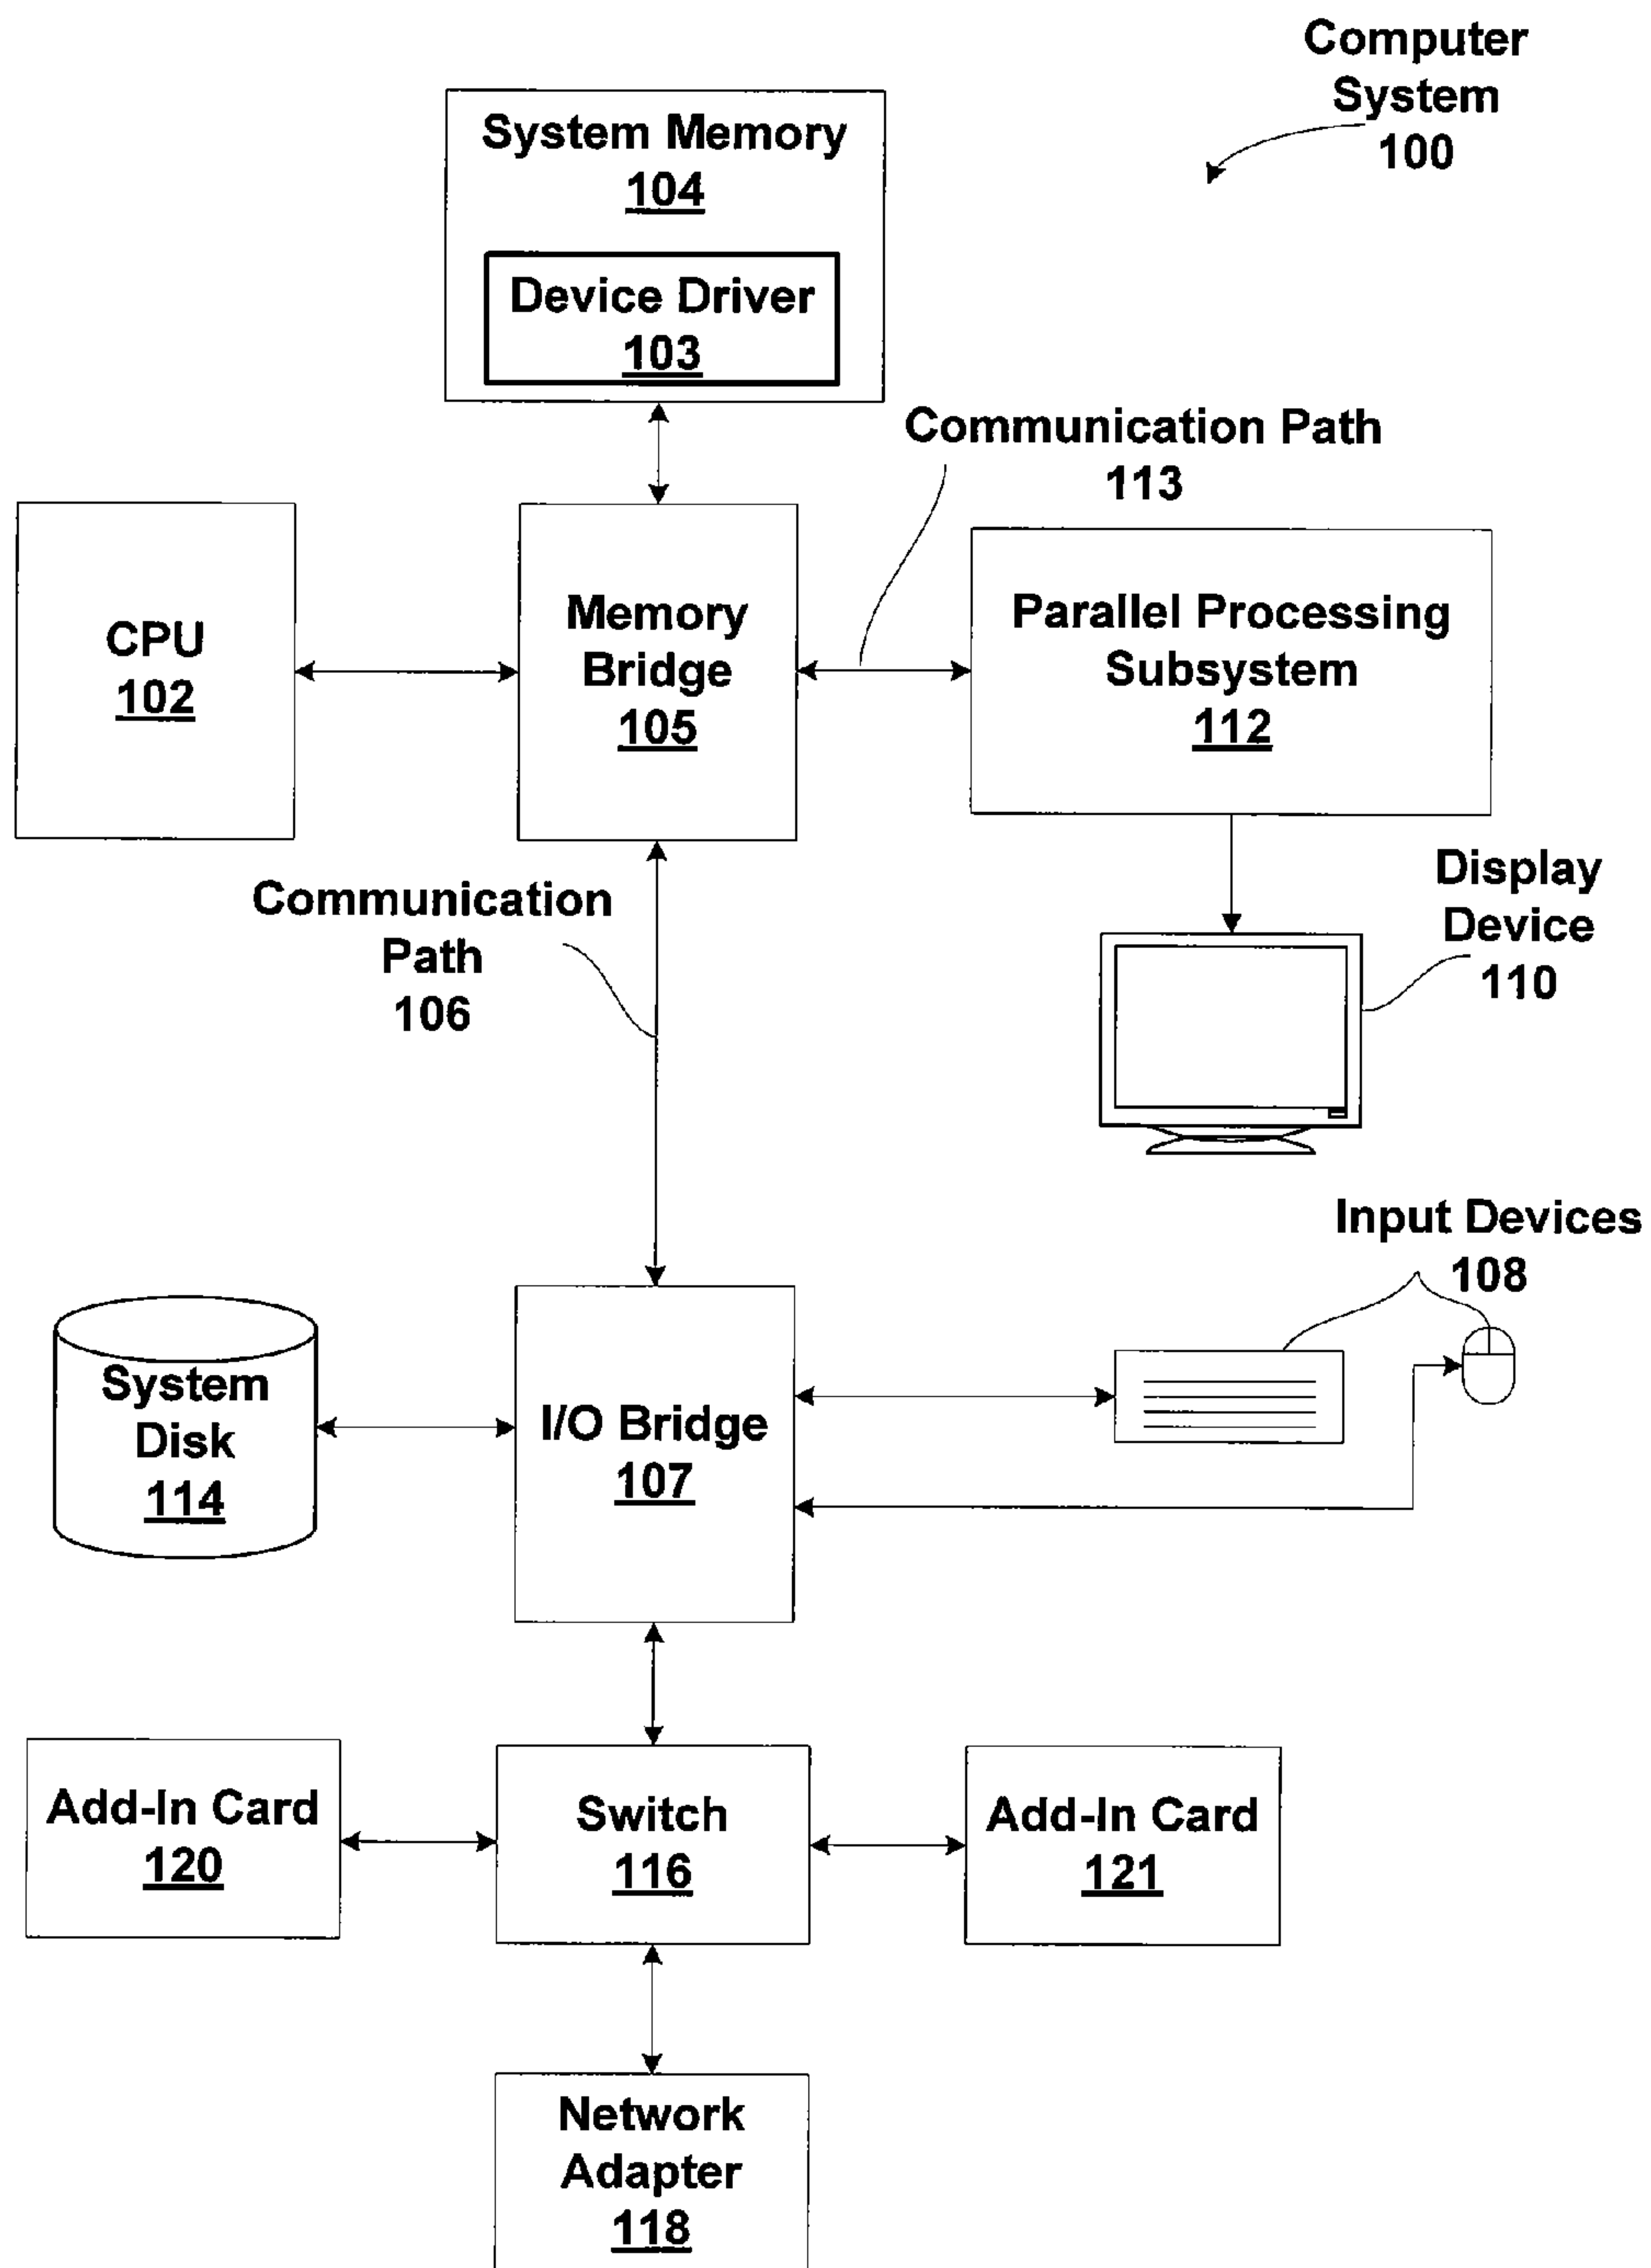 Computer
System
100
System Memory
104
Device Driver
103
Communication Path
113
CPU
102
Memory
Bridge
105
Parallel Processing
Subsystem
112
Communication
Path
106
Display
Device
110
Input Devices
108
System
Disk
114
I/O Bridge
107
Add-In Card
120
Switch
116
Add-In Card
121
Network
Adapter
118